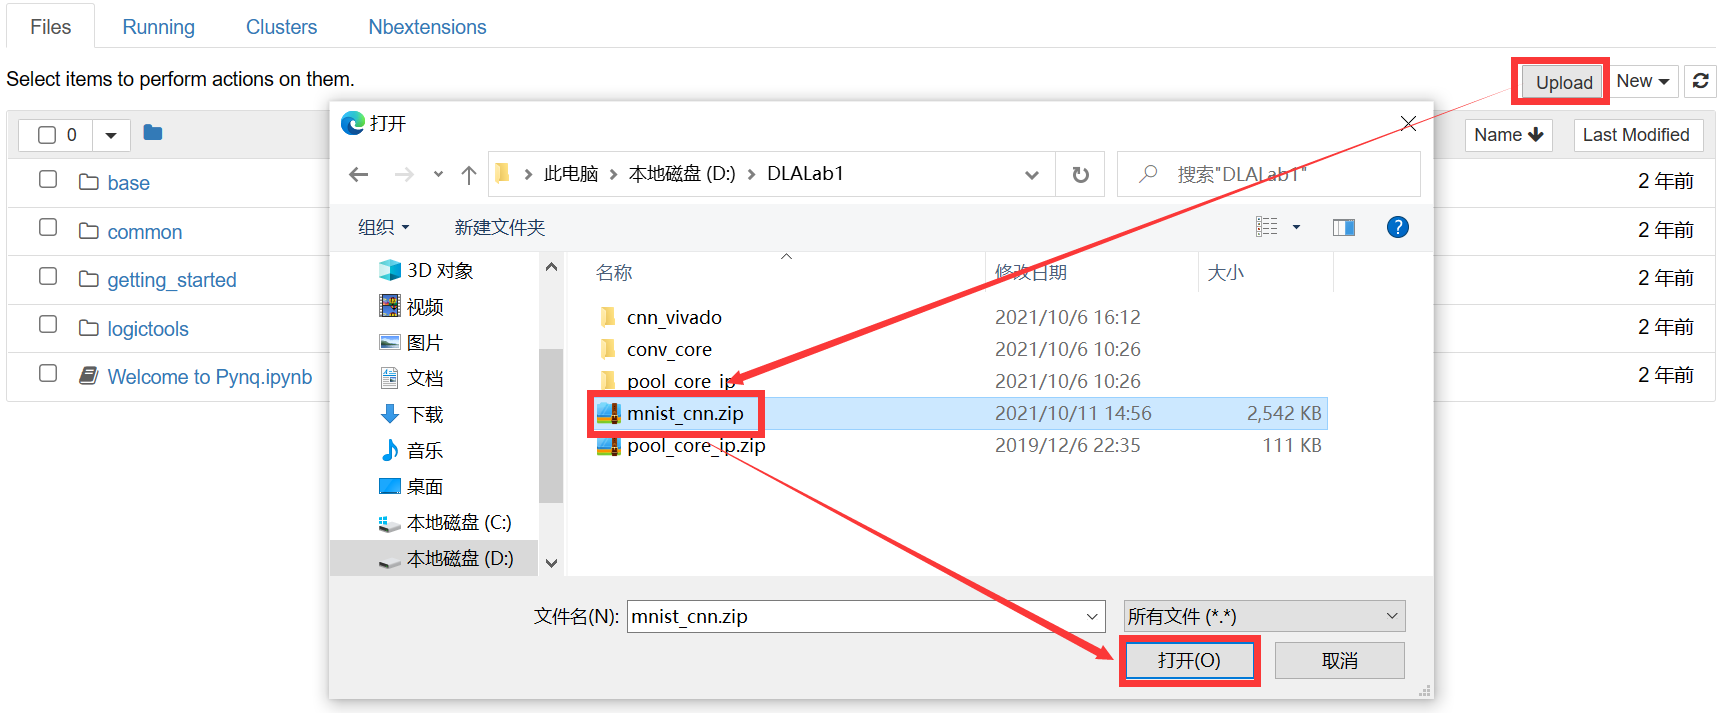 Files Running Clusters Nbextensions
Select items to perform actions on them.
Upload New
0
Name Last Modified
base 2 年前
common 2 年前
getting_started 2 年前
logictools 2 年前
Welcome to Pynq.ipynb 2 年前
打开
此电脑 本地磁盘 (D:) DLALab1
搜索"DLALab1"
组织 新建文件夹
?
3D 对象
视频
图片
文档
下载
音乐
桌面
本地磁盘 (C:)
本地磁盘 (D:)
名称 修改日期 大小
cnn_vivado 2021/10/6 16:12
conv_core 2021/10/6 10:26
pool_core_ip 2021/10/6 10:26
mnist_cnn.zip 2021/10/11 14:56 2,542 KB
pool_core_ip.zip 2019/12/6 22:35 111 KB
文件名(N): mnist_cnn.zip 所有文件 (*.*)
打开(O) 取消